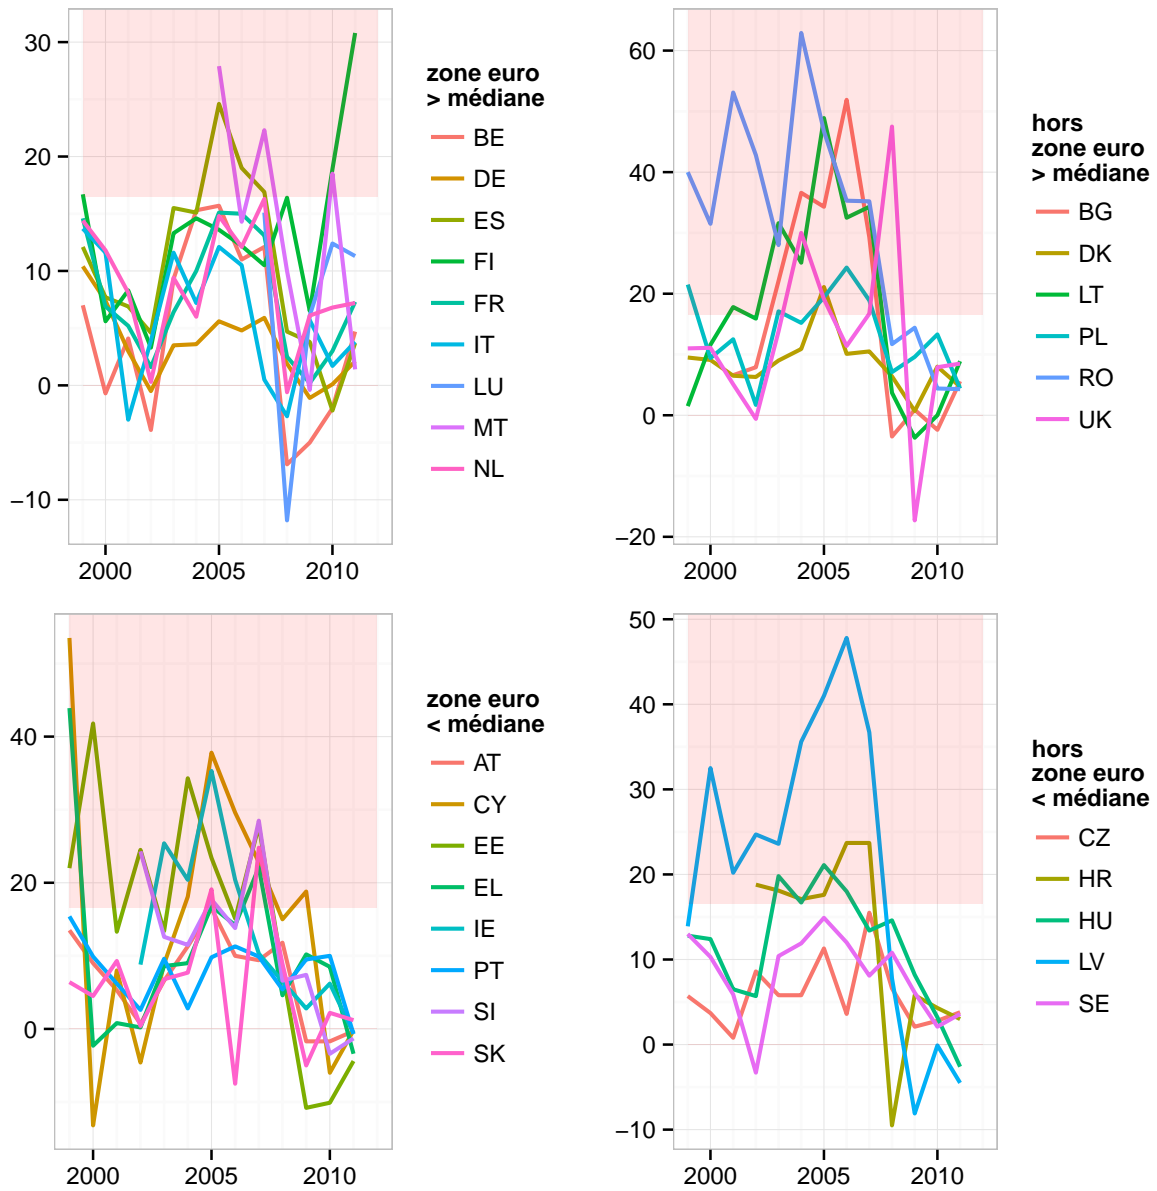 30
20
10
0
−10
2000
2005
2010
zone euro
> médiane
BE
DE
ES
FI
FR
IT
LU
MT
NL
60
40
20
0
−20
2000
2005
2010
hors
zone euro
> médiane
BG
DK
LT
PL
RO
UK
40
20
0
2000
2005
2010
zone euro
< médiane
AT
CY
EE
EL
IE
PT
SI
SK
50
40
30
20
10
0
−10
2000
2005
2010
hors
zone euro
< médiane
CZ
HR
HU
LV
SE